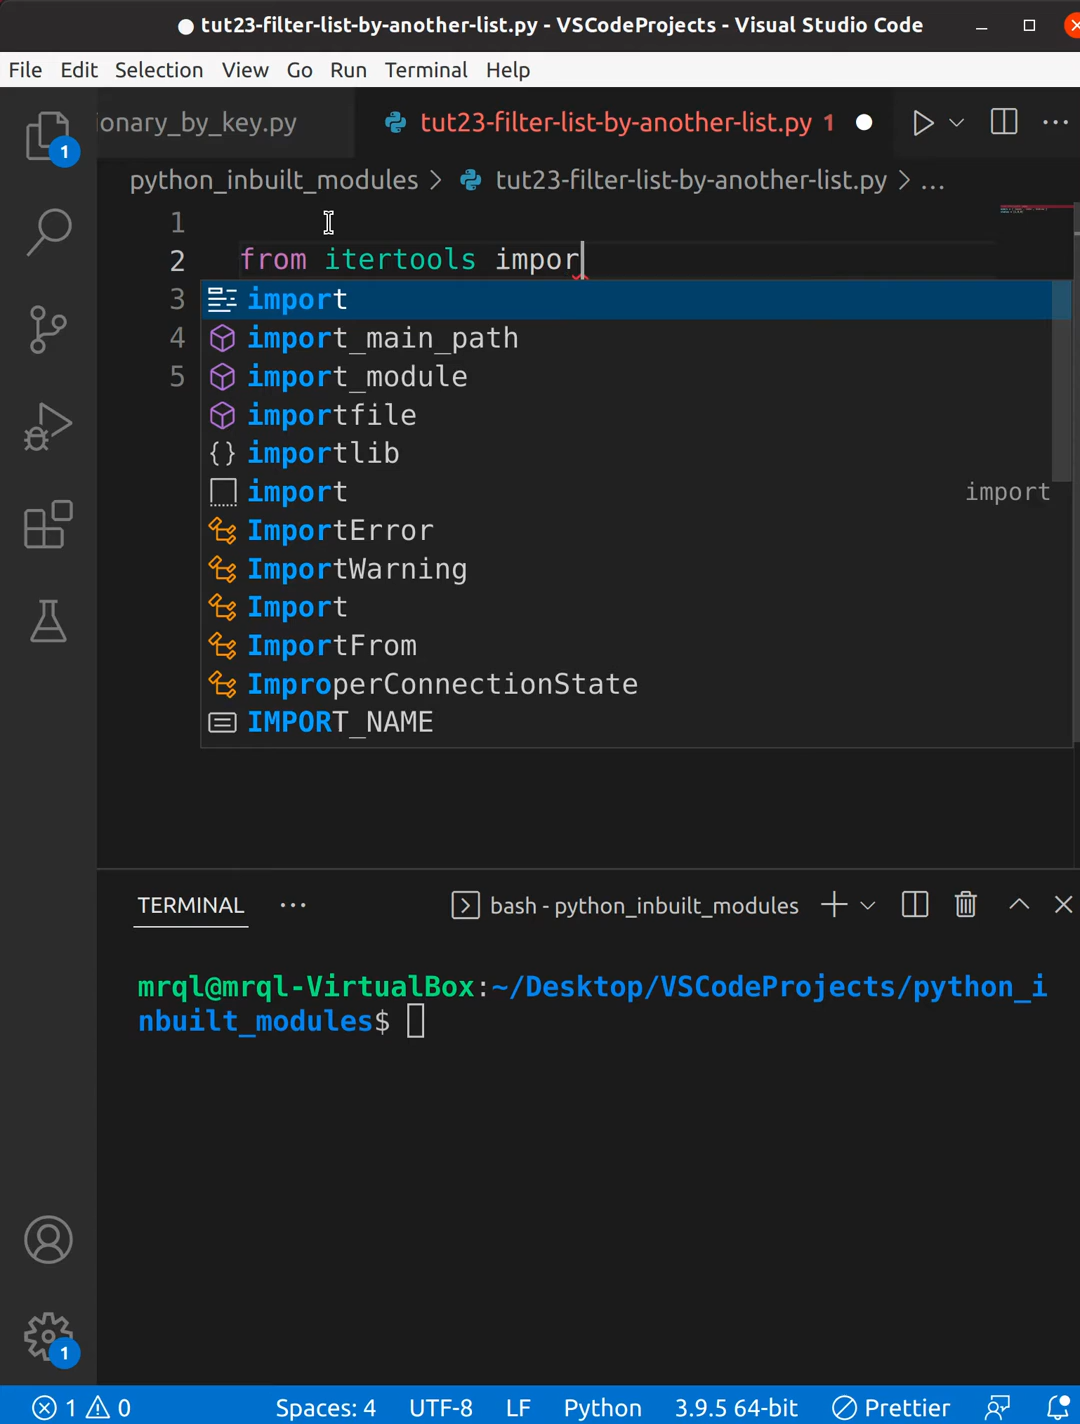 tut23-filter-list-by-another-list.py - VSCodeProjects - Visual Studio Code
File Edit Selection View Go Run Terminal Help
ionary_by_key.py tut23-filter-list-by-another-list.py 1
1
python_inbuilt_modules > tut23-filter-list-by-another-list.py > ...
1
2 from itertools impor
3 import
4 import_main_path
5 import_module
importfile
importlib
import import
ImportError
ImportWarning
Import
ImportFrom
ImproperConnectionState
IMPORT_NAME
TERMINAL ... bash - python_inbuilt_modules
mrql@mrql-VirtualBox:~/Desktop/VSCodeProjects/python_i
nbuilt_modules$
1
1 0 Spaces: 4 UTF-8 LF Python 3.9.5 64-bit Prettier